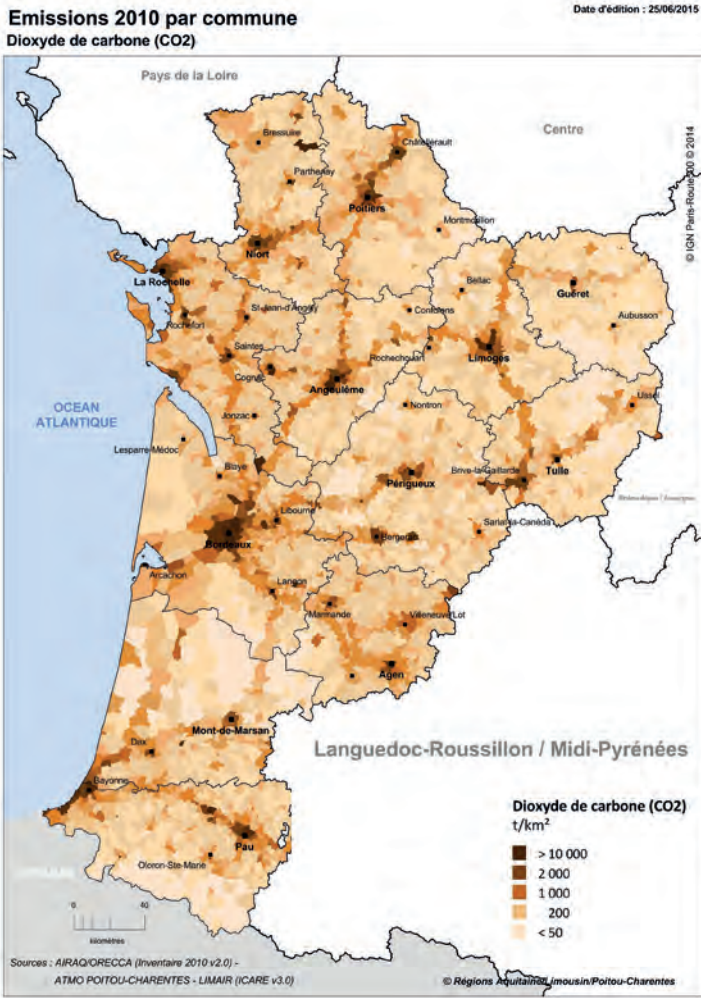 Emissions 2010 par commune
Date d'édition : 25/06/2015
Dioxyde de carbone (CO2)
Pays de la Loire
Centre
© IGN Paris-Route500 © 2014
Bressuire
Châtellerault
Parthenay
Poitiers
Montmorillon
Niort
La Rochelle
Bellac
Guéret
St-Jean-d'Angély
Confolens
Rochefort
Aubusson
Saintes
Rochechouart
Limoges
Cognac
Angoulême
OCEAN
ATLANTIQUE
Jonzac
Nontron
Ussel
Lesparre-Médoc
Blaye
Périgueux
Brive-la-Gaillarde
Tulle
Libourne
Bordeaux
Bergerac
Sarlat-la-Canéda
Arcachon
Langon
Marmande
Villeneuve/Lot
Agen
Mont-de-Marsan
Dax
Languedoc-Roussillon / Midi-Pyrénées
Bayonne
Pau
Oloron-Ste-Marie
Dioxyde de carbone (CO2)
t/km²
> 10 000
2 000
1 000
200
< 50
0 40
kilomètres
Sources : AIRAQ/ORECCA (Inventaire 2010 v2.0) -
ATMO POITOU-CHARENTES - LIMAIR (ICARE v3.0)
© Régions Aquitaine/Limousin/Poitou-Charentes